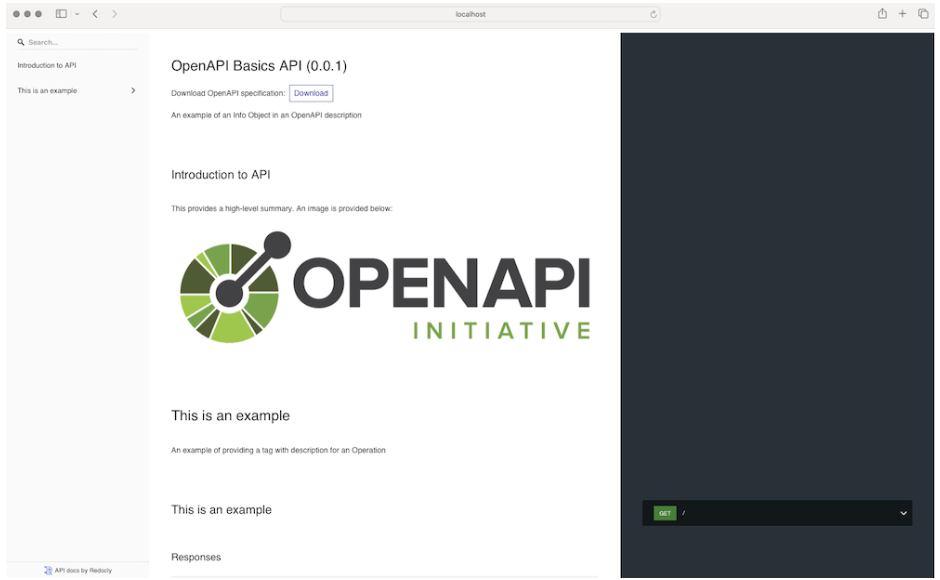 localhost
Search...
Introduction to API
This is an example
OpenAPI Basics API (0.0.1)
Download OpenAPI specification: Download
An example of an Info Object in an OpenAPI description
Introduction to API
This provides a high-level summary. An image is provided below:
OPENAPI
INITIATIVE
This is an example
An example of providing a tag with description for an Operation
This is an example
GET /
Responses
API docs by Redocly